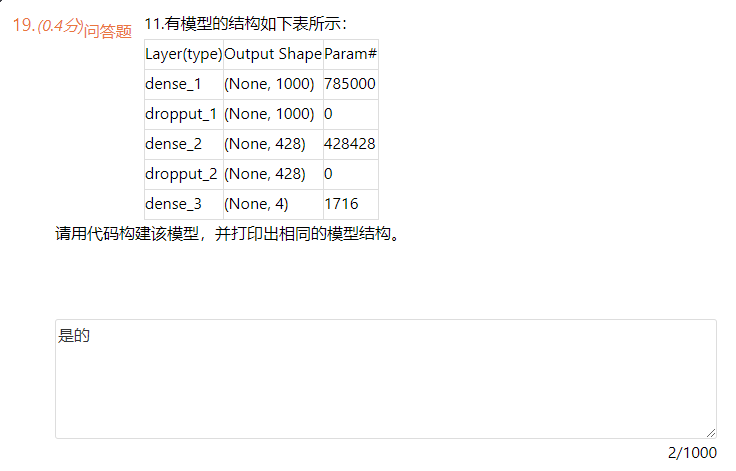 19.(0.4分)问答题 11.有模型的结构如下表所示：
Layer(type) Output Shape Param#
dense_1 (None, 1000) 785000
dropput_1 (None, 1000) 0
dense_2 (None, 428) 428428
dropput_2 (None, 428) 0
dense_3 (None, 4) 1716
请用代码构建该模型，并打印出相同的模型结构。
是的
2/1000